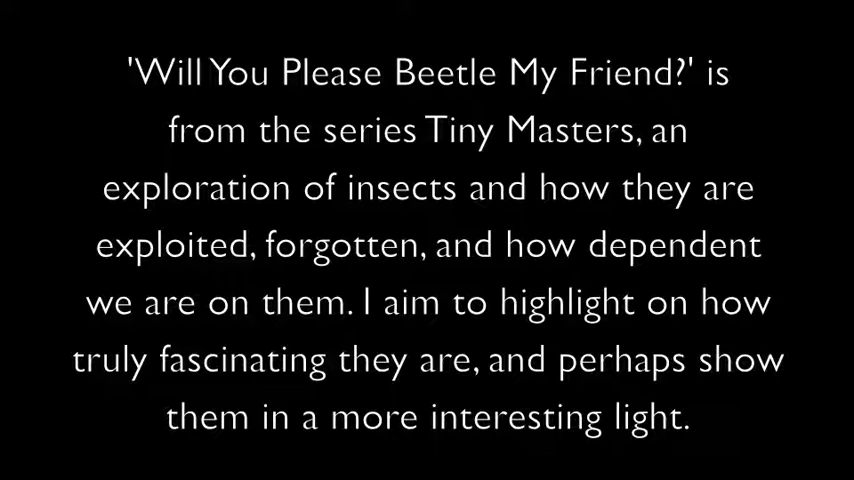 'Will You Please Beetle My Friend?' is
from the series Tiny Masters, an
exploration of insects and how they are
exploited, forgotten, and how dependent
we are on them. I aim to highlight on how
truly fascinating they are, and perhaps show
them in a more interesting light.